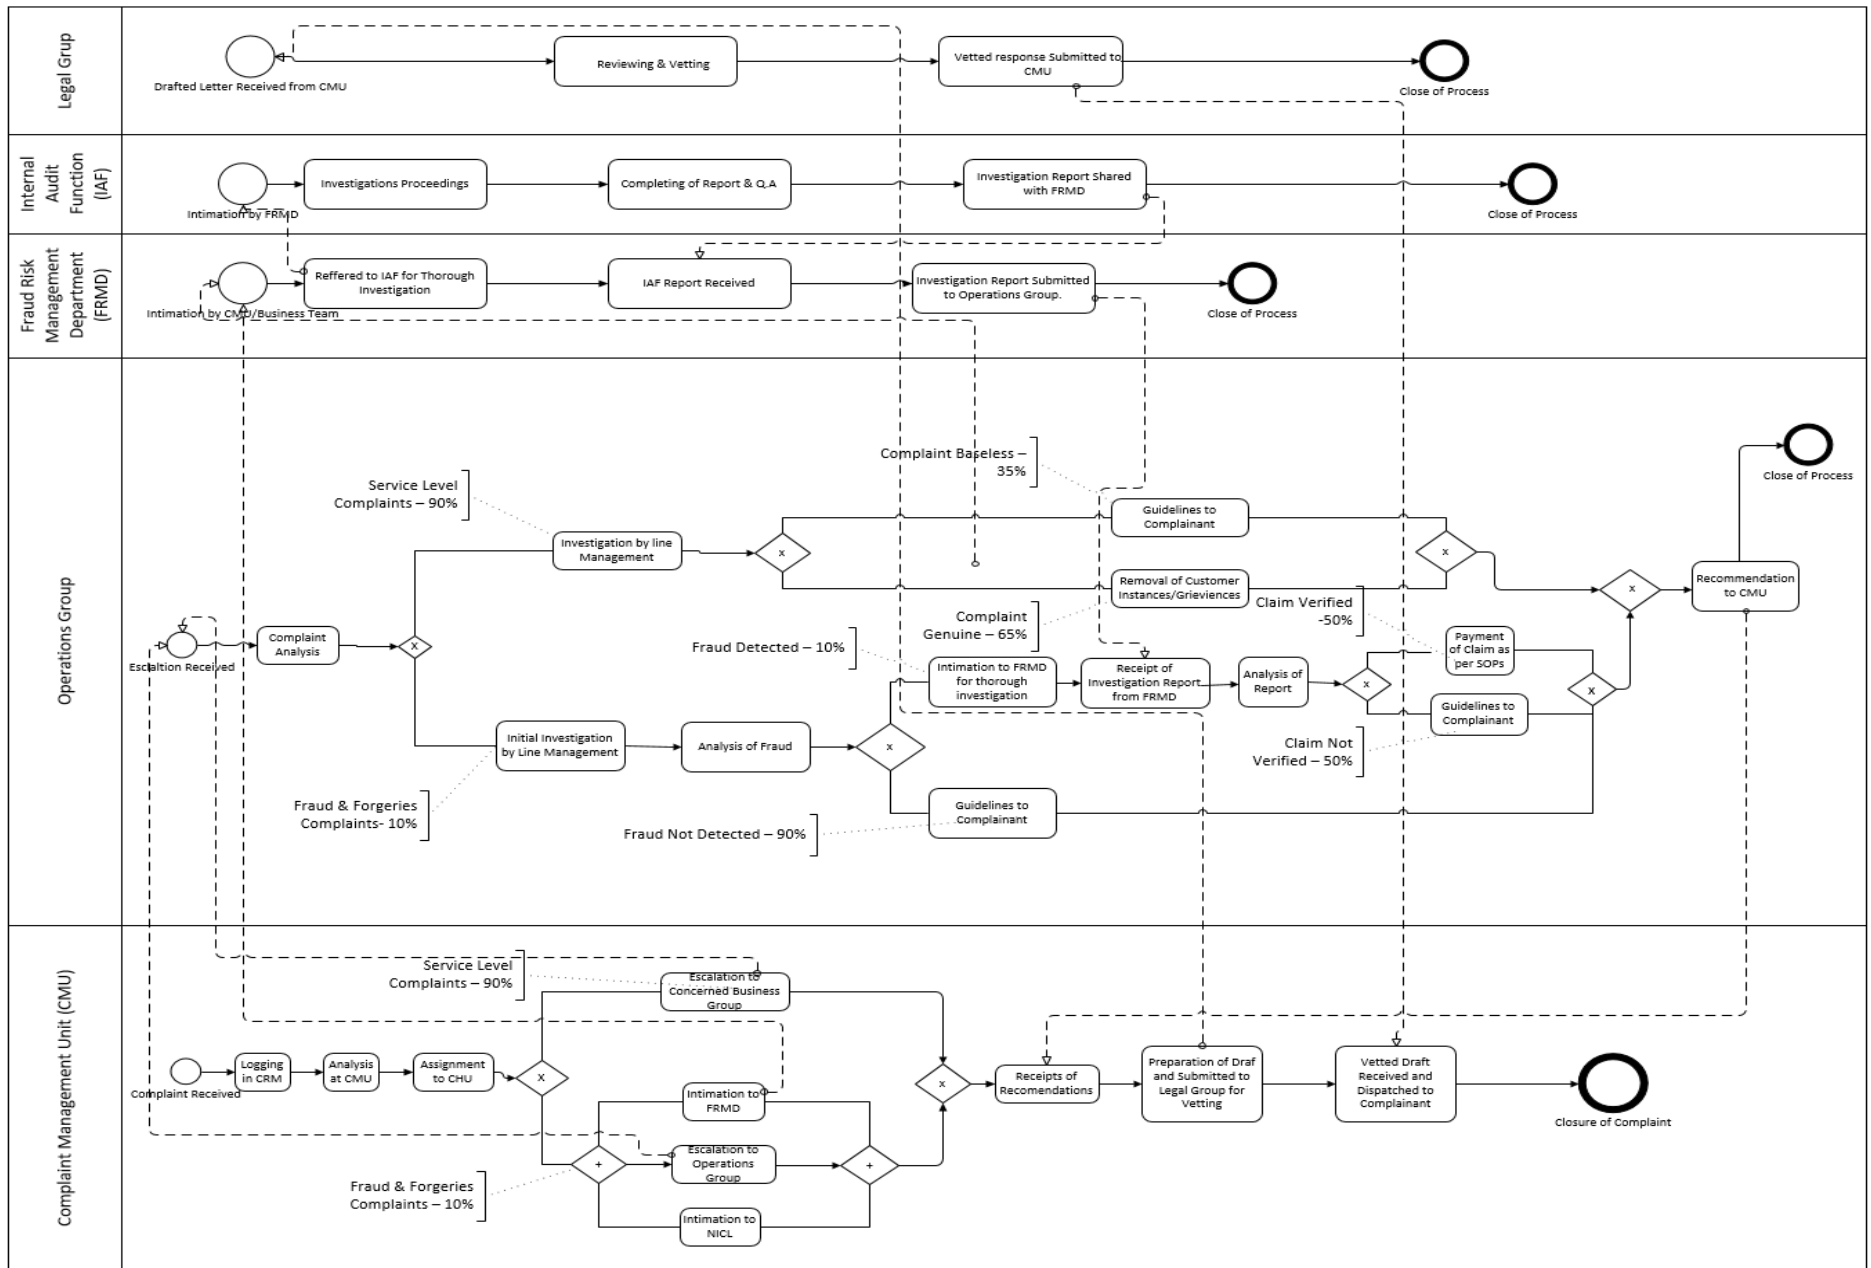 Legal Grup
Drafted Letter Received from CMU
Reviewing & Vetting
Vetted response Submitted to
CMU
Close of Process
Internal
Audit
Function
(IAF)
Intimation by FRMD
Investigations Proceedings
Completing of Report & Q.A
Investigation Report Shared
with FRMD
Close of Process
Fraud Risk
Management
Department
(FRMD)
Intimation by CMU/Business Team
Reffered to IAF for Thorough
Investigation
IAF Report Received
Investigation Report Submitted
to Operations Group.
Close of Process
Operations Group
Escaltion Received
Complaint
Analysis
x
Service Level
Complaints – 90%
Investigation by line
Management
x
Complaint Baseless –
35%
Guidelines to
Complainant
Removal of Customer
Instances/Grieviences
Complaint
Genuine – 65%
x
x
Recommendation
to CMU
Close of Process
Fraud & Forgeries
Complaints- 10%
Initial Investigation
by Line Management
Analysis of Fraud
x
Fraud Detected – 10%
Intimation to FRMD
for thorough
investigation
Receipt of
Investigation Report
from FRMD
Analysis of
Report
x
Claim Verified
-50%
Payment
of Claim as
per SOPs
Guidelines to
Complainant
Claim Not
Verified – 50%
x
Fraud Not Detected – 90%
Guidelines to
Complainant
Complaint Management Unit (CMU)
Complaint Received
Logging
in CRM
Analysis
at CMU
Assignment
to CHU
x
Service Level
Complaints – 90%
Escalation to
Concerned Business
Group
Fraud & Forgeries
Complaints – 10%
+
Intimation to
FRMD
Escalation to
Operations
Group
Intimation to
NICL
+
x
Receipts of
Recomendations
Preparation of Draf
and Submitted to
Legal Group for
Vetting
Vetted Draft
Received and
Dispatched to
Complainant
Closure of Complaint